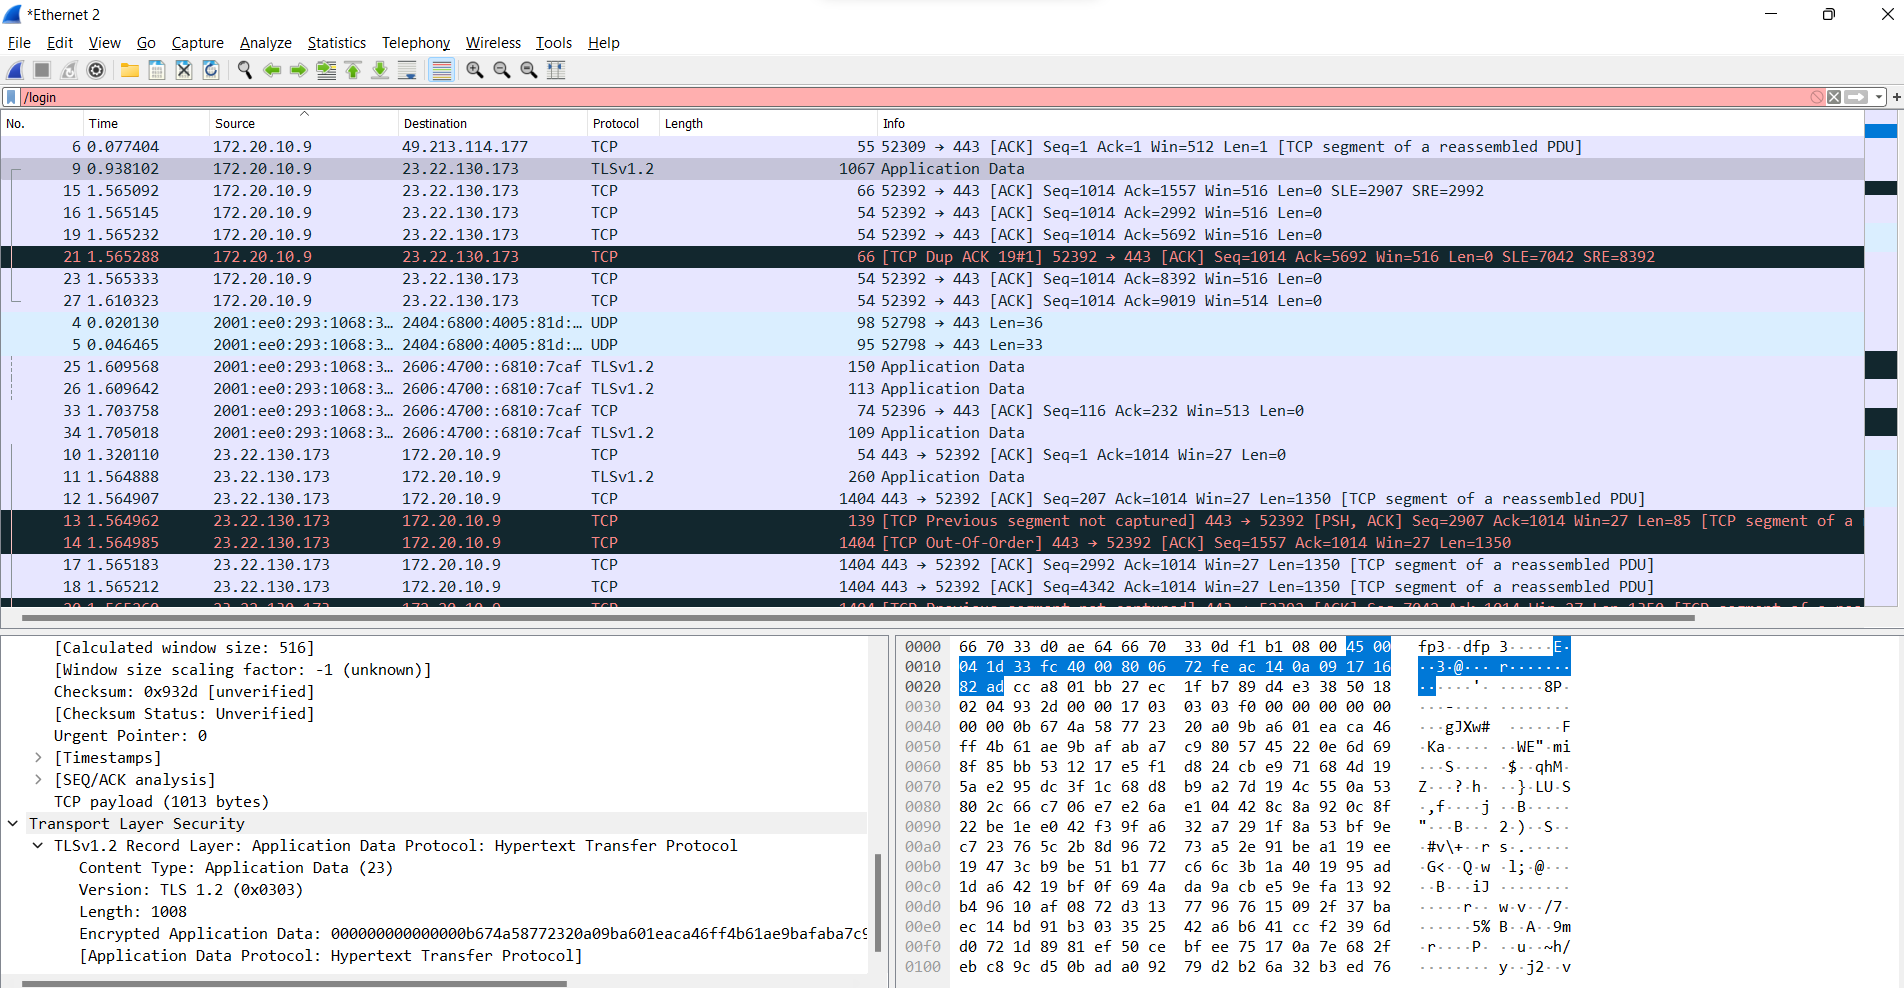 *Ethernet 2
File Edit View Go Capture Analyze Statistics Telephony Wireless Tools Help
/login
No. Time Source Destination Protocol Length Info
6 0.077404 172.20.10.9 49.213.114.177 TCP 55 52309 → 443 [ACK] Seq=1 Ack=1 Win=512 Len=1 [TCP segment of a reassembled PDU]
9 0.938102 172.20.10.9 23.22.130.173 TLSv1.2 1067 Application Data
15 1.565092 172.20.10.9 23.22.130.173 TCP 66 52392 → 443 [ACK] Seq=1014 Ack=1557 Win=516 Len=0 SLE=2907 SRE=2992
16 1.565145 172.20.10.9 23.22.130.173 TCP 54 52392 → 443 [ACK] Seq=1014 Ack=2992 Win=516 Len=0
19 1.565232 172.20.10.9 23.22.130.173 TCP 54 52392 → 443 [ACK] Seq=1014 Ack=5692 Win=516 Len=0
21 1.565288 172.20.10.9 23.22.130.173 TCP 66 [TCP Dup ACK 19#1] 52392 → 443 [ACK] Seq=1014 Ack=5692 Win=516 Len=0 SLE=7042 SRE=8392
23 1.565333 172.20.10.9 23.22.130.173 TCP 54 52392 → 443 [ACK] Seq=1014 Ack=8392 Win=516 Len=0
27 1.610323 172.20.10.9 23.22.130.173 TCP 54 52392 → 443 [ACK] Seq=1014 Ack=9019 Win=514 Len=0
4 0.020130 2001:ee0:293:1068:3… 2404:6800:4005:81d:… UDP 98 52798 → 443 Len=36
5 0.046465 2001:ee0:293:1068:3… 2404:6800:4005:81d:… UDP 95 52798 → 443 Len=33
25 1.609568 2001:ee0:293:1068:3… 2606:4700::6810:7caf TLSv1.2 150 Application Data
26 1.609642 2001:ee0:293:1068:3… 2606:4700::6810:7caf TLSv1.2 113 Application Data
33 1.703758 2001:ee0:293:1068:3… 2606:4700::6810:7caf TCP 74 52396 → 443 [ACK] Seq=116 Ack=232 Win=513 Len=0
34 1.705018 2001:ee0:293:1068:3… 2606:4700::6810:7caf TLSv1.2 109 Application Data
10 1.320110 23.22.130.173 172.20.10.9 TCP 54 443 → 52392 [ACK] Seq=1 Ack=1014 Win=27 Len=0
11 1.564888 23.22.130.173 172.20.10.9 TLSv1.2 260 Application Data
12 1.564907 23.22.130.173 172.20.10.9 TCP 1404 443 → 52392 [ACK] Seq=207 Ack=1014 Win=27 Len=1350 [TCP segment of a reassembled PDU]
13 1.564962 23.22.130.173 172.20.10.9 TCP 139 [TCP Previous segment not captured] 443 → 52392 [PSH, ACK] Seq=2907 Ack=1014 Win=27 Len=85 [TCP segment of a
14 1.564985 23.22.130.173 172.20.10.9 TCP 1404 [TCP Out-Of-Order] 443 → 52392 [ACK] Seq=1557 Ack=1014 Win=27 Len=1350
17 1.565183 23.22.130.173 172.20.10.9 TCP 1404 443 → 52392 [ACK] Seq=2992 Ack=1014 Win=27 Len=1350 [TCP segment of a reassembled PDU]
18 1.565212 23.22.130.173 172.20.10.9 TCP 1404 443 → 52392 [ACK] Seq=4342 Ack=1014 Win=27 Len=1350 [TCP segment of a reassembled PDU]
[Calculated window size: 516]
[Window size scaling factor: -1 (unknown)]
Checksum: 0x932d [unverified]
[Checksum Status: Unverified]
Urgent Pointer: 0
[Timestamps]
[SEQ/ACK analysis]
TCP payload (1013 bytes)
Transport Layer Security
TLSv1.2 Record Layer: Application Data Protocol: Hypertext Transfer Protocol
Content Type: Application Data (23)
Version: TLS 1.2 (0x0303)
Length: 1008
Encrypted Application Data: 000000000000000b674a58772320a09ba601eaca46ff4b61ae9bafaba7c9
[Application Data Protocol: Hypertext Transfer Protocol]
0000 66 70 33 d0 ae 64 66 70 33 0d f1 b1 08 00 45 00 fp3··dfp 3·····E·
0010 04 1d 33 fc 40 00 80 06 72 fe ac 14 0a 09 17 16 ··3·@··· r·······
0020 82 ad cc a8 01 bb 27 ec 1f b7 89 d4 e3 38 50 18 ······'· ·····8P·
0030 02 04 93 2d 00 00 17 03 03 03 f0 00 00 00 00 00 ···-···· ········
0040 00 00 0b 67 4a 58 77 23 20 a0 9b a6 01 ea ca 46 ···gJXw# ······F
0050 ff 4b 61 ae 9b af ab a7 c9 80 57 45 22 0e 6d 69 ·Ka····· ··WE"·mi
0060 8f 85 bb 53 12 17 e5 f1 d8 24 cb e9 71 68 4d 19 ···S···· ·$··qhM·
0070 5a e2 95 dc 3f 1c 68 d8 b9 a2 7d 19 4c 55 0a 53 Z···?·h· ··}·LU·S
0080 80 2c 66 c7 06 e7 e2 6a e1 04 42 8c 8a 92 0c 8f ·,f····j ··B·····
0090 22 be 1e e0 42 f3 9f a6 32 a7 29 1f 8a 53 bf 9e "···B··· 2·)··S··
00a0 c7 23 76 5c 2b 8d 96 72 73 a5 2e 91 be a1 19 ee ·#v\+··r s·.·····
00b0 19 47 3c b9 be 51 b1 77 c6 6c 3b 1a 40 19 95 ad ·G<··Q·w ·l;·@···
00c0 1d a6 42 19 bf 0f 69 4a da 9a cb e5 9e fa 13 92 ··B···iJ ········
00d0 b4 96 10 af 08 72 d3 13 77 96 76 15 09 2f 37 ba ·····r·· w·v··/7·
00e0 ec 14 bd 91 b3 03 35 25 42 a6 b6 41 cc f2 39 6d ······5% B··A··9m
00f0 d0 72 1d 89 81 ef 50 ce bf ee 75 17 0a 7e 68 2f ·r····P· ··u··~h/
0100 eb c8 9c d5 0b ad a0 92 79 d2 b2 6a 32 b3 ed 76 ········ y··j2··v